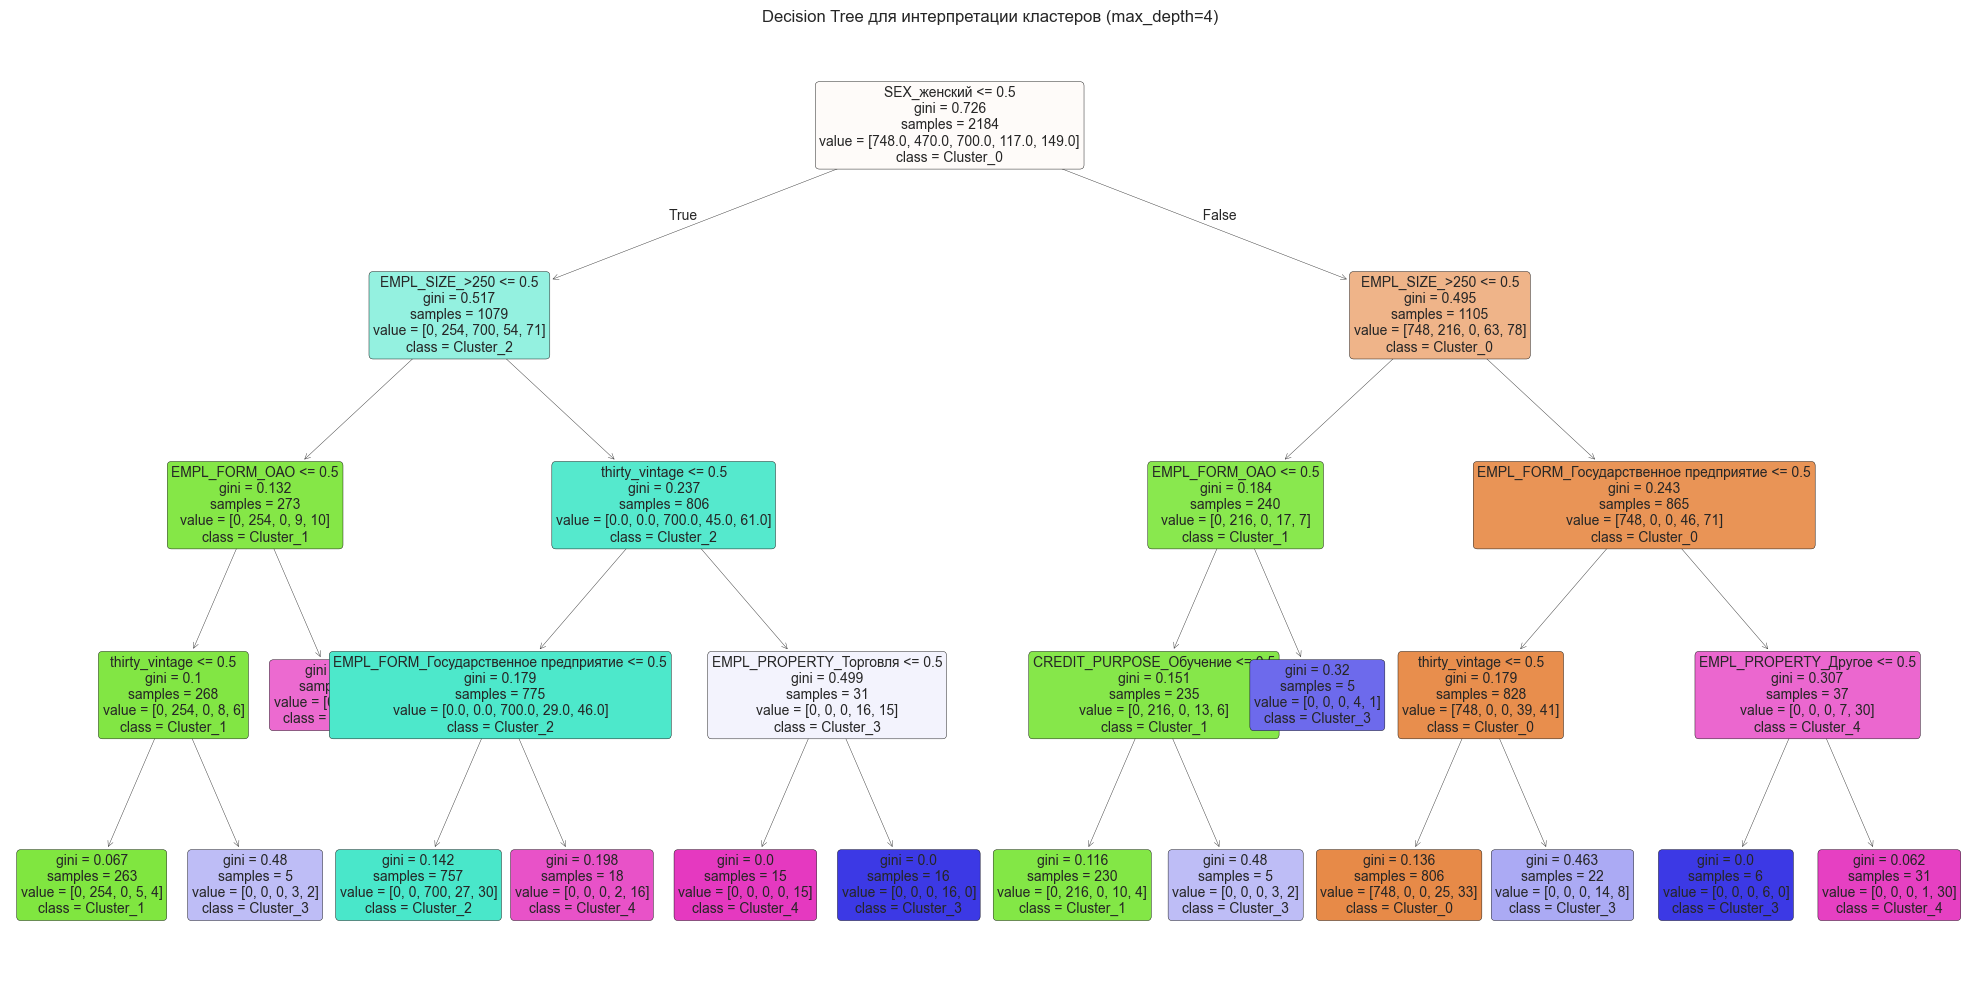 Decision Tree для интерпретации кластеров (max_depth=4)
SEX_женский <= 0.5
gini = 0.726
samples = 2184
value = [748.0, 470.0, 700.0, 117.0, 149.0]
class = Cluster_0
True
False
EMPL_SIZE_>250 <= 0.5
gini = 0.517
samples = 1079
value = [0, 254, 700, 54, 71]
class = Cluster_2
EMPL_SIZE_>250 <= 0.5
gini = 0.495
samples = 1105
value = [748, 216, 0, 63, 78]
class = Cluster_0
EMPL_FORM_ОАО <= 0.5
gini = 0.132
samples = 273
value = [0, 254, 0, 9, 10]
class = Cluster_1
thirty_vintage <= 0.5
gini = 0.237
samples = 806
value = [0.0, 0.0, 700.0, 45.0, 61.0]
class = Cluster_2
EMPL_FORM_ОАО <= 0.5
gini = 0.184
samples = 240
value = [0, 216, 0, 17, 7]
class = Cluster_1
EMPL_FORM_Государственное предприятие <= 0.5
gini = 0.243
samples = 865
value = [748, 0, 0, 46, 71]
class = Cluster_0
thirty_vintage <= 0.5
gini = 0.1
samples = 268
value = [0, 254, 0, 8, 6]
class = Cluster_1
gini
value =
class =
EMPL_FORM_Государственное предприятие <= 0.5
gini = 0.179
samples = 775
value = [0.0, 0.0, 700.0, 29.0, 46.0]
class = Cluster_2
EMPL_PROPERTY_Торговля <= 0.5
gini = 0.499
samples = 31
value = [0, 0, 0, 16, 15]
class = Cluster_3
CREDIT_PURPOSE_Обучение <= 0.5
gini = 0.151
samples = 235
value = [0, 216, 0, 13, 6]
class = Cluster_1
gini = 0.32
samples = 5
value = [0, 0, 0, 4, 1]
class = Cluster_3
thirty_vintage <= 0.5
gini = 0.179
samples = 828
value = [748, 0, 0, 39, 41]
class = Cluster_0
EMPL_PROPERTY_Другое <= 0.5
gini = 0.307
samples = 37
value = [0, 0, 0, 7, 30]
class = Cluster_4
gini = 0.067
samples = 263
value = [0, 254, 0, 5, 4]
class = Cluster_1
gini = 0.48
samples = 5
value = [0, 0, 0, 3, 2]
class = Cluster_3
gini = 0.142
samples = 757
value = [0, 0, 700, 27, 30]
class = Cluster_2
gini = 0.198
samples = 18
value = [0, 0, 0, 2, 16]
class = Cluster_4
gini = 0.0
samples = 15
value = [0, 0, 0, 0, 15]
class = Cluster_4
gini = 0.0
samples = 16
value = [0, 0, 0, 16, 0]
class = Cluster_3
gini = 0.116
samples = 230
value = [0, 216, 0, 10, 4]
class = Cluster_1
gini = 0.48
samples = 5
value = [0, 0, 0, 3, 2]
class = Cluster_3
gini = 0.136
samples = 806
value = [748, 0, 0, 25, 33]
class = Cluster_0
gini = 0.463
samples = 22
value = [0, 0, 0, 14, 8]
class = Cluster_3
gini = 0.0
samples = 6
value = [0, 0, 0, 6, 0]
class = Cluster_3
gini = 0.062
samples = 31
value = [0, 0, 0, 1, 30]
class = Cluster_4